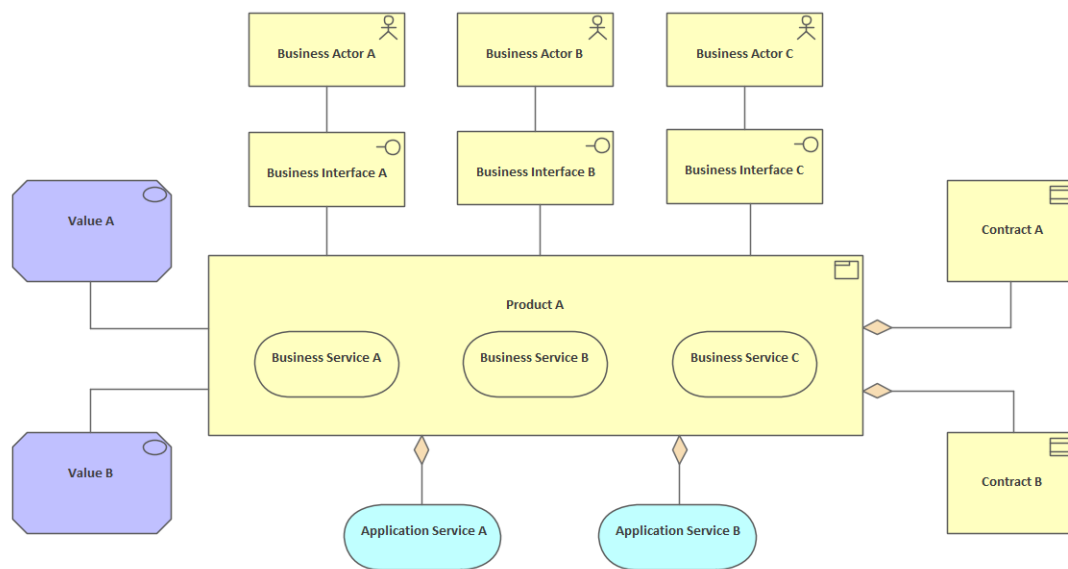 Business Actor A
Business Actor B
Business Actor C
Business Interface A
Business Interface B
Business Interface C
Value A
Contract A
Product A
Business Service A
Business Service B
Business Service C
Value B
Contract B
Application Service A
Application Service B